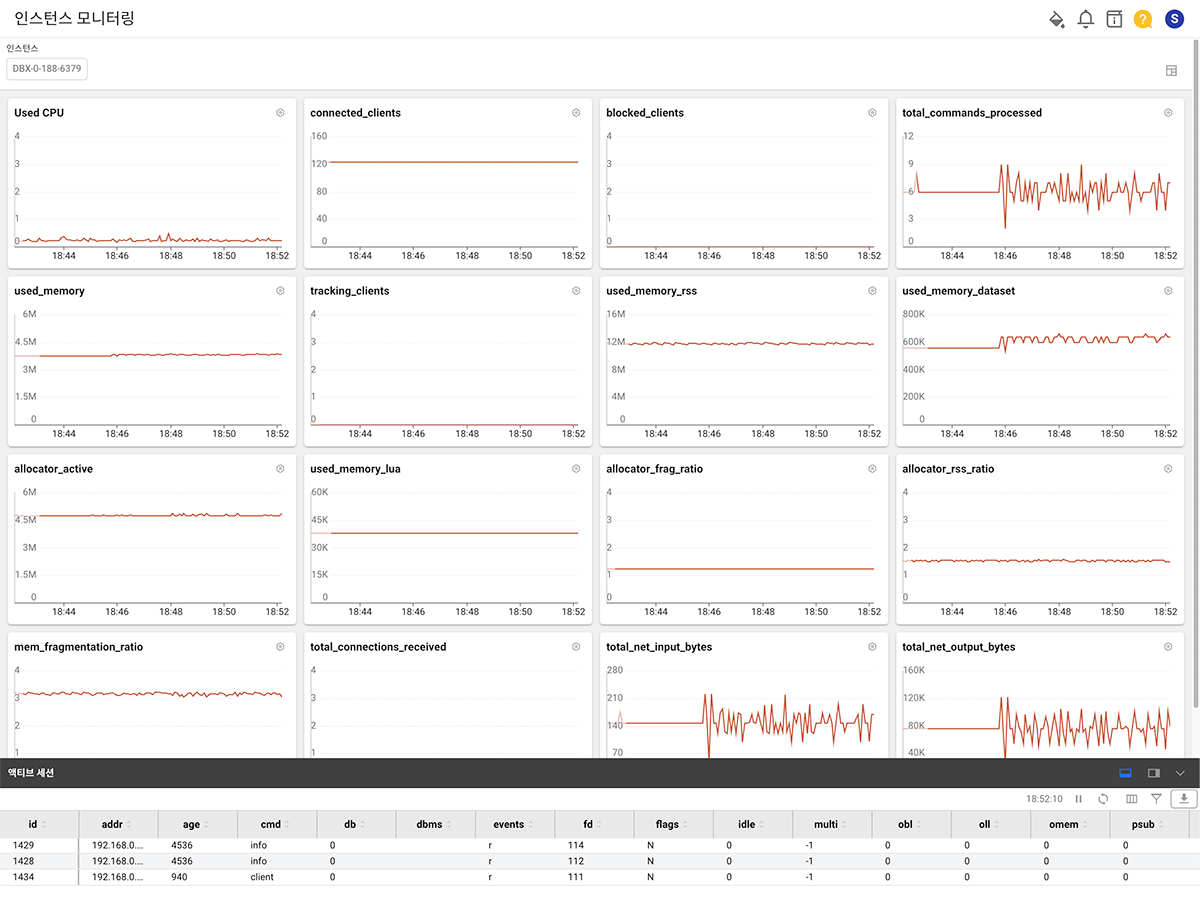 인스턴스 모니터링
? S
인스턴스
DBX-0-188-6379
Used CPU
4
3
2
1
0
18:44 18:46 18:48 18:50 18:52
connected_clients
160
120
80
40
0
18:44 18:46 18:48 18:50 18:52
blocked_clients
4
3
2
1
0
18:44 18:46 18:48 18:50 18:52
total_commands_processed
12
9
6
3
0
18:44 18:46 18:48 18:50 18:52
used_memory
6M
4.5M
3M
1.5M
0
18:44 18:46 18:48 18:50 18:52
tracking_clients
4
3
2
1
0
18:44 18:46 18:48 18:50 18:52
used_memory_rss
16M
12M
8M
4M
0
18:44 18:46 18:48 18:50 18:52
used_memory_dataset
800K
600K
400K
200K
0
18:44 18:46 18:48 18:50 18:52
allocator_active
6M
4.5M
3M
1.5M
0
18:44 18:46 18:48 18:50 18:52
used_memory_lua
60K
45K
30K
15K
0
18:44 18:46 18:48 18:50 18:52
allocator_frag_ratio
4
3
2
1
0
18:44 18:46 18:48 18:50 18:52
allocator_rss_ratio
4
3
2
1
0
18:44 18:46 18:48 18:50 18:52
mem_fragmentation_ratio
4
3
2
1
total_connections_received
4
3
2
1
total_net_input_bytes
280
210
140
70
total_net_output_bytes
160K
120K
80K
40K
액티브 세션
18:52:10
id addr age cmd db dbms events fd flags idle multi obl oll omem psub
1429 192.168.0.... 4536 info 0 r 114 N 0 -1 0 0 0 0
1428 192.168.0.... 4536 info 0 r 112 N 0 -1 0 0 0 0
1434 192.168.0.... 940 client 0 r 111 N 0 -1 0 0 0 0